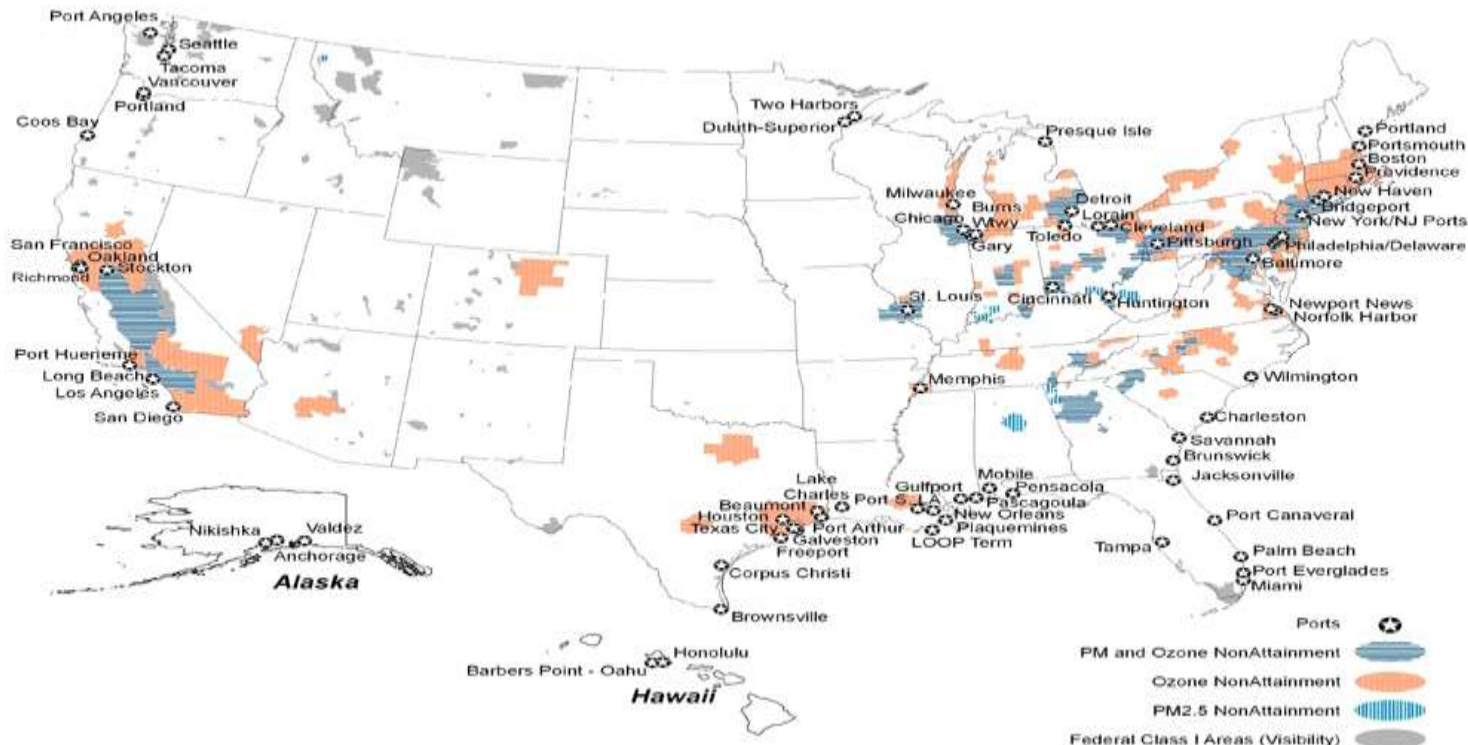 Port Angeles
Seattle
Tacoma
Vancouver
Portland
Coos Bay
Two Harbors
Duluth-Superior
Presque Isle
Portland
Portsmouth
Boston
Providence
New Haven
Bridgeport
New York/NJ Ports
Philadelphia/Delaware
Baltimore
Milwaukee
Burns
Wtwy
Chicago
Gary
Detroit
Lorain
Toledo
Cleveland
Pittsburgh
San Francisco
Oakland
Stockton
Richmond
St. Louis
Cincinnati
Huntington
Newport News
Norfolk Harbor
Port Huerieme
Long Beach
Los Angeles
San Diego
Memphis
Wilmington
Charleston
Savannah
Brunswick
Jacksonville
Lake
Charles
Beaumont
Houston
Texas City
Port Arthur
Galveston
Freeport
Port S. LA
Gulfport
Mobile
Pensacola
Pascagoula
New Orleans
Plaquemines
LOOP Term
Port Canaveral
Tampa
Palm Beach
Port Everglades
Miami
Corpus Christi
Brownsville
Nikishka
Valdez
Anchorage
Alaska
Honolulu
Barbers Point - Oahu
Hawaii
Ports
PM and Ozone NonAttainment
Ozone NonAttainment
PM2.5 NonAttainment
Federal Class I Areas (Visibility)